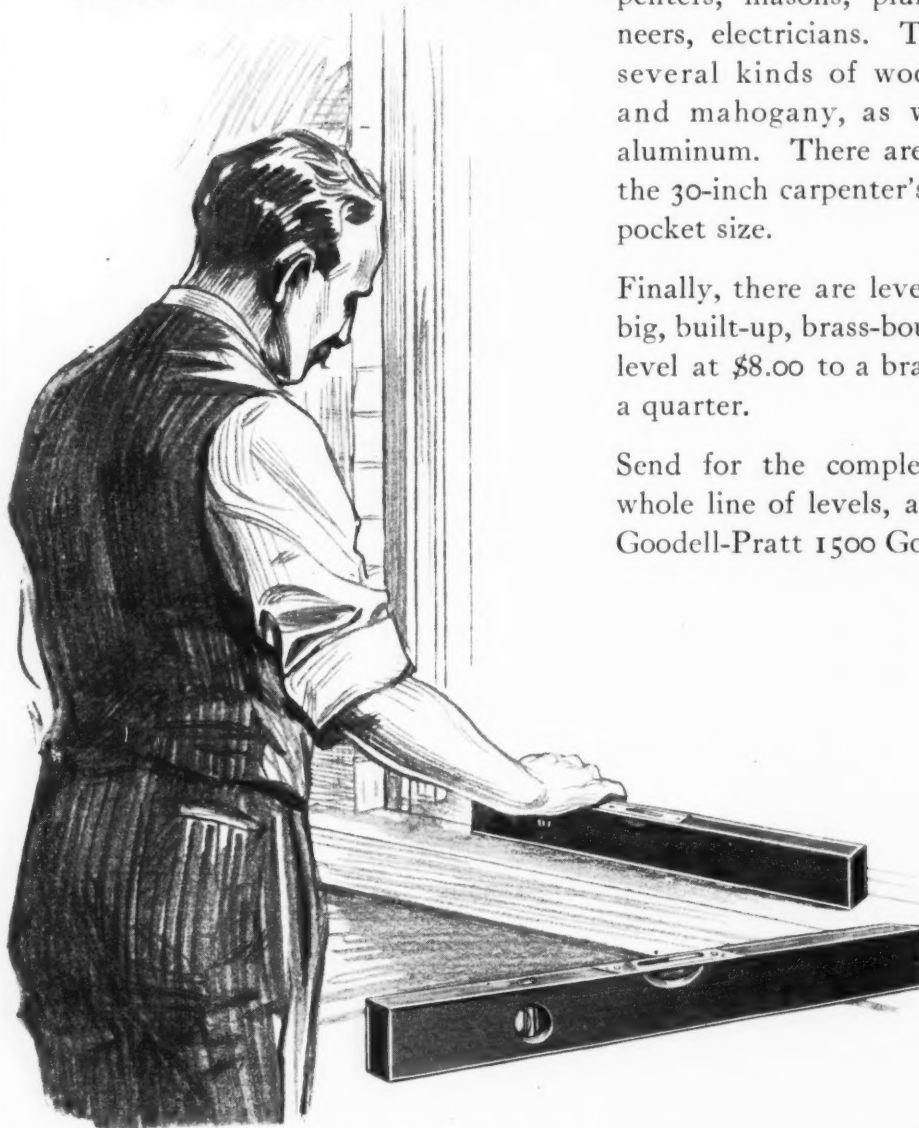 penters, masons, plu
neers, electricians. T
several kinds of woo
and mahogany, as w
aluminum. There are
the 30-inch carpenter's
pocket size.
Finally, there are leve
big, built-up, brass-bo
level at $8.00 to a bra
a quarter.
Send for the comple
whole line of levels, a
Goodell-Pratt 1500 Go